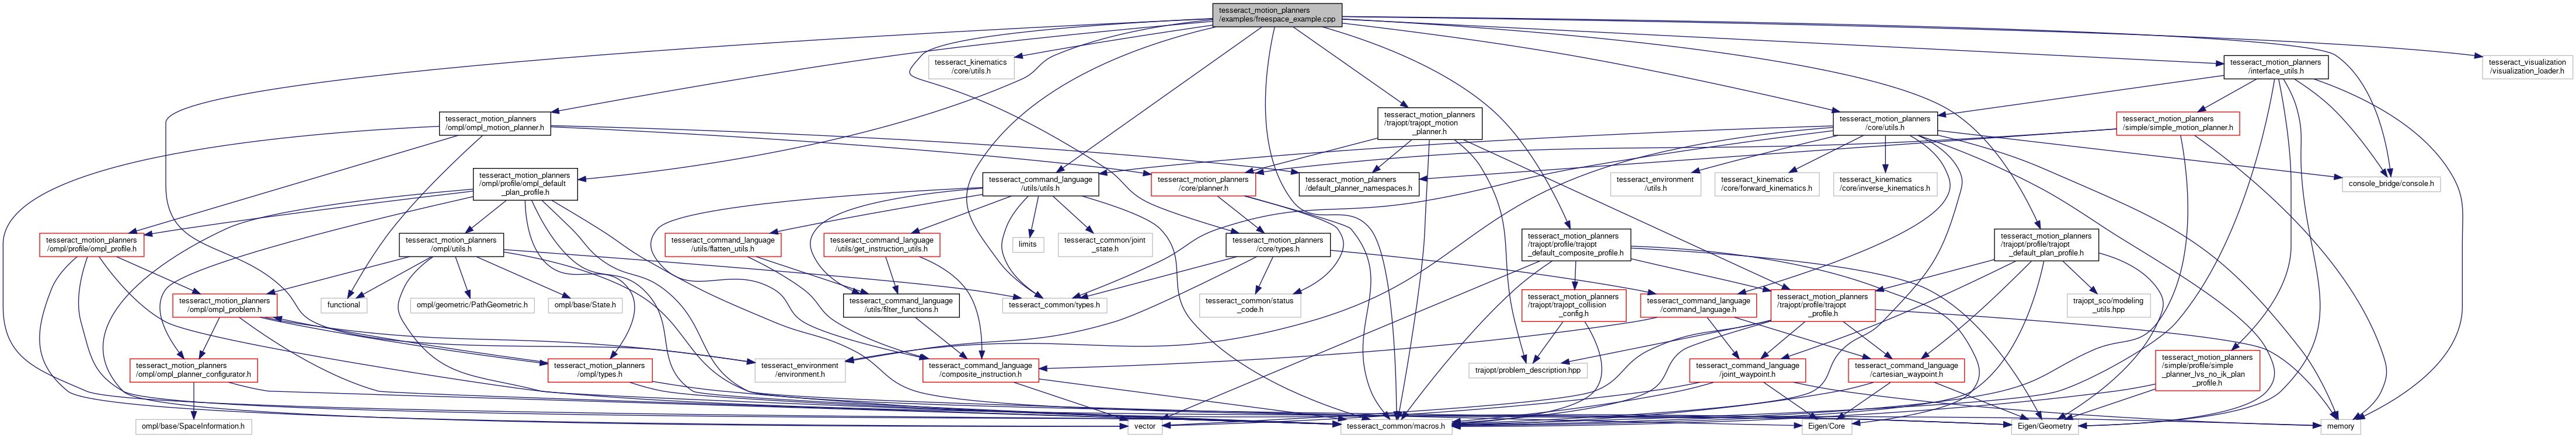 tesseract_motion_planners
/examples/freespace_example.cpp
tesseract_kinematics
/core/utils.h
tesseract_motion_planners
/interface_utils.h
tesseract_visualization
/visualization_loader.h
tesseract_motion_planners
/ompl/ompl_motion_planner.h
tesseract_motion_planners
/trajopt/trajopt_motion
_planner.h
tesseract_motion_planners
/core/utils.h
tesseract_motion_planners
/simple/simple_motion_planner.h
tesseract_motion_planners
/ompl/profile/ompl_default
_plan_profile.h
tesseract_command_language
/utils/utils.h
tesseract_motion_planners
/core/planner.h
tesseract_motion_planners
/default_planner_namespaces.h
tesseract_environment
/utils.h
tesseract_kinematics
/core/forward_kinematics.h
tesseract_kinematics
/core/inverse_kinematics.h
console_bridge/console.h
tesseract_motion_planners
/ompl/profile/ompl_profile.h
tesseract_motion_planners
/ompl/utils.h
tesseract_command_language
/utils/flatten_utils.h
tesseract_command_language
/utils/get_instruction_utils.h
limits
tesseract_common/joint
_state.h
tesseract_motion_planners
/core/types.h
tesseract_motion_planners
/trajopt/profile/trajopt
_default_composite_profile.h
tesseract_motion_planners
/trajopt/profile/trajopt
_default_plan_profile.h
tesseract_motion_planners
/ompl/ompl_problem.h
functional
ompl/geometric/PathGeometric.h
ompl/base/State.h
tesseract_command_language
/utils/filter_functions.h
tesseract_common/types.h
tesseract_common/status
_code.h
tesseract_motion_planners
/trajopt/trajopt_collision
_config.h
tesseract_command_language
/command_language.h
tesseract_motion_planners
/trajopt/profile/trajopt
_profile.h
trajopt_sco/modeling
_utils.hpp
tesseract_motion_planners
/ompl/ompl_planner_configurator.h
tesseract_motion_planners
/ompl/types.h
tesseract_environment
/environment.h
tesseract_command_language
/composite_instruction.h
trajopt/problem_description.hpp
tesseract_command_language
/joint_waypoint.h
tesseract_command_language
/cartesian_waypoint.h
tesseract_motion_planners
/simple/profile/simple
_planner_lvs_no_ik_plan
_profile.h
ompl/base/SpaceInformation.h
vector
tesseract_common/macros.h
Eigen/Core
Eigen/Geometry
memory